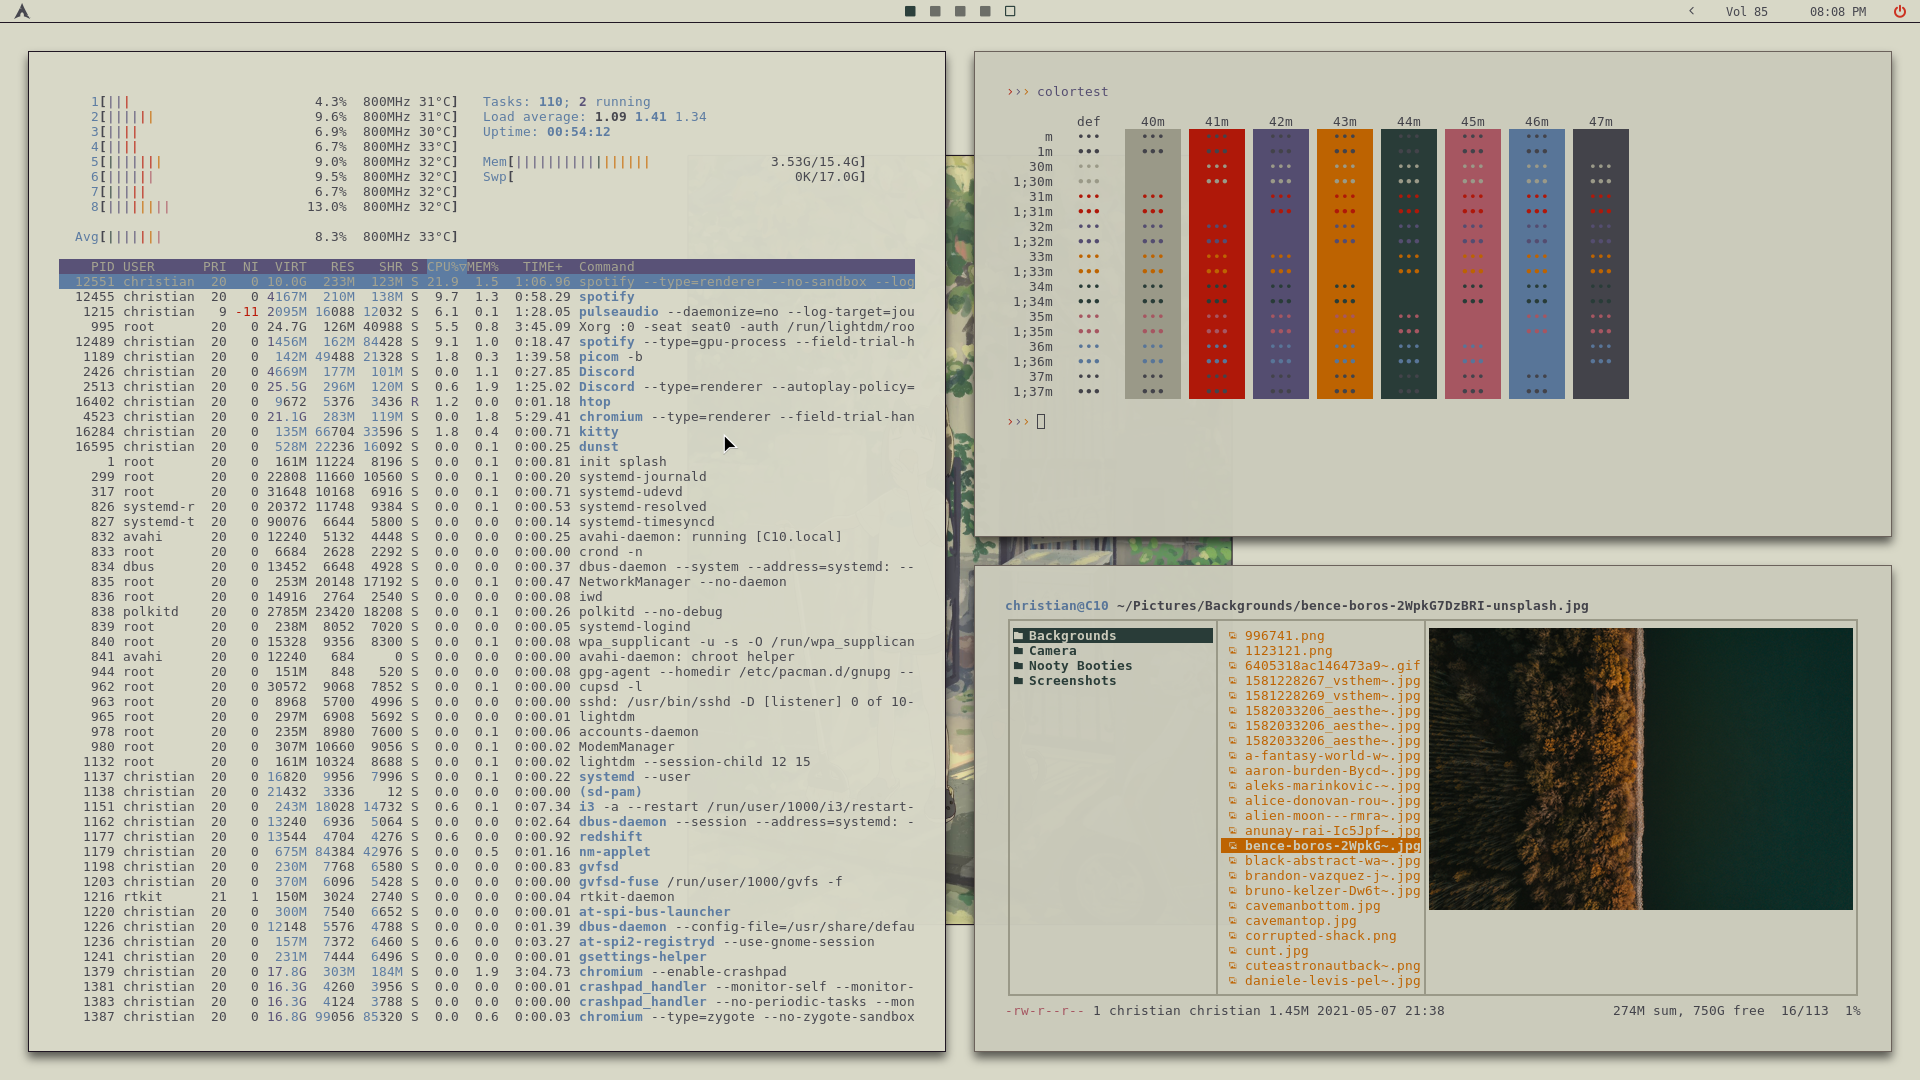 Vol 85 08:08 PM
1[||| 4.3% 800MHz 31°C] Tasks: 110; 2 running
2[|||||| 9.6% 800MHz 31°C] Load average: 1.09 1.41 1.34
3[|||| 6.9% 800MHz 30°C] Uptime: 00:54:12
4[|||| 6.7% 800MHz 33°C]
5[||||||| 9.0% 800MHz 32°C] Mem[|||||||||||||||||| 3.53G/15.4G]
6[|||||| 9.5% 800MHz 32°C] Swp[ 0K/17.0G]
7[||||| 6.7% 800MHz 32°C]
8[|||||||| 13.0% 800MHz 32°C]
Avg[||||||| 8.3% 800MHz 33°C]
PID USER PRI NI VIRT RES SHR S CPU%▽MEM% TIME+ Command
12551 christian 20 0 10.0G 233M 123M S 21.9 1.5 1:06.96 spotify --type=renderer --no-sandbox --log
12455 christian 20 0 4167M 210M 138M S 9.7 1.3 0:58.29 spotify
1215 christian 9 -11 2095M 16088 12032 S 6.1 0.1 1:28.05 pulseaudio --daemonize=no --log-target=jou
995 root 20 0 24.7G 126M 40988 S 5.5 0.8 3:45.09 Xorg :0 -seat seat0 -auth /run/lightdm/roo
12489 christian 20 0 1456M 162M 84428 S 9.1 1.0 0:18.47 spotify --type=gpu-process --field-trial-h
1189 christian 20 0 142M 49488 21328 S 1.8 0.3 1:39.58 picom -b
2426 christian 20 0 4669M 177M 101M S 0.0 1.1 0:27.85 Discord
2513 christian 20 0 25.5G 296M 120M S 0.6 1.9 1:25.02 Discord --type=renderer --autoplay-policy=
16402 christian 20 0 9672 5376 3436 R 1.2 0.0 0:01.18 htop
4523 christian 20 0 21.1G 283M 119M S 0.0 1.8 5:29.41 chromium --type=renderer --field-trial-han
16284 christian 20 0 135M 66704 33596 S 1.8 0.4 0:00.71 kitty
16595 christian 20 0 528M 22236 16092 S 0.0 0.1 0:00.25 dunst
1 root 20 0 161M 11224 8196 S 0.0 0.1 0:00.81 init splash
299 root 20 0 22808 11660 10560 S 0.0 0.1 0:00.20 systemd-journald
317 root 20 0 31648 10168 6916 S 0.0 0.1 0:00.71 systemd-udevd
826 systemd-r 20 0 20372 11748 9384 S 0.0 0.1 0:00.53 systemd-resolved
827 systemd-t 20 0 90076 6644 5800 S 0.0 0.0 0:00.14 systemd-timesyncd
832 avahi 20 0 12240 5132 4448 S 0.0 0.0 0:00.25 avahi-daemon: running [C10.local]
833 root 20 0 6684 2628 2292 S 0.0 0.0 0:00.00 crond -n
834 dbus 20 0 13452 6648 4928 S 0.0 0.0 0:00.37 dbus-daemon --system --address=systemd: --
835 root 20 0 253M 20148 17192 S 0.0 0.1 0:00.47 NetworkManager --no-daemon
836 root 20 0 14916 2764 2540 S 0.0 0.0 0:00.08 iwd
838 polkitd 20 0 2785M 23420 18208 S 0.0 0.1 0:00.26 polkitd --no-debug
839 root 20 0 238M 8052 7020 S 0.0 0.0 0:00.05 systemd-logind
840 root 20 0 15328 9356 8300 S 0.0 0.1 0:00.08 wpa_supplicant -u -s -O /run/wpa_supplican
841 avahi 20 0 12240 684 0 S 0.0 0.0 0:00.00 avahi-daemon: chroot helper
944 root 20 0 151M 848 520 S 0.0 0.0 0:00.08 gpg-agent --homedir /etc/pacman.d/gnupg --
962 root 20 0 30572 9068 7852 S 0.0 0.1 0:00.00 cupsd -l
963 root 20 0 8968 5700 4996 S 0.0 0.0 0:00.00 sshd: /usr/bin/sshd -D [listener] 0 of 10-
965 root 20 0 297M 6908 5692 S 0.0 0.0 0:00.01 lightdm
978 root 20 0 235M 8980 7600 S 0.0 0.1 0:00.06 accounts-daemon
980 root 20 0 307M 10660 9056 S 0.0 0.1 0:00.02 ModemManager
1132 root 20 0 161M 10324 8688 S 0.0 0.1 0:00.02 lightdm --session-child 12 15
1137 christian 20 0 16820 9956 7996 S 0.0 0.1 0:00.22 systemd --user
1138 christian 20 0 21432 3336 12 S 0.0 0.0 0:00.00 (sd-pam)
1151 christian 20 0 243M 18028 14732 S 0.6 0.1 0:07.34 i3 -a --restart /run/user/1000/i3/restart-
1162 christian 20 0 13240 6936 5064 S 0.0 0.0 0:02.64 dbus-daemon --session --address=systemd: -
1177 christian 20 0 13544 4704 4276 S 0.6 0.0 0:00.92 redshift
1179 christian 20 0 675M 84384 42976 S 0.0 0.5 0:01.16 nm-applet
1198 christian 20 0 230M 7768 6580 S 0.0 0.0 0:00.83 gvfsd
1203 christian 20 0 370M 6096 5428 S 0.0 0.0 0:00.00 gvfsd-fuse /run/user/1000/gvfs -f
1216 rtkit 21 1 150M 3024 2740 S 0.0 0.0 0:00.04 rtkit-daemon
1220 christian 20 0 300M 7540 6652 S 0.0 0.0 0:00.01 at-spi-bus-launcher
1226 christian 20 0 12148 5576 4788 S 0.0 0.0 0:01.39 dbus-daemon --config-file=/usr/share/defau
1236 christian 20 0 157M 7372 6460 S 0.6 0.0 0:03.27 at-spi2-registryd --use-gnome-session
1241 christian 20 0 231M 7444 6496 S 0.0 0.0 0:00.01 gsettings-helper
1379 christian 20 0 17.8G 303M 184M S 0.0 1.9 3:04.73 chromium --enable-crashpad
1381 christian 20 0 16.3G 4260 3956 S 0.0 0.0 0:00.01 crashpad_handler --monitor-self --monitor-
1383 christian 20 0 16.3G 4124 3788 S 0.0 0.0 0:00.00 crashpad_handler --no-periodic-tasks --mon
1387 christian 20 0 16.8G 99056 85320 S 0.0 0.6 0:00.03 chromium --type=zygote --no-zygote-sandbox
››› colortest
def 40m 41m 42m 43m 44m 45m 46m 47m
m
1m
30m
1;30m
31m
1;31m
32m
1;32m
33m
1;33m
34m
1;34m
35m
1;35m
36m
1;36m
37m
1;37m
›››
christian@C10 ~/Pictures/Backgrounds/bence-boros-2WpkG7DzBRI-unsplash.jpg
Backgrounds
Camera
Nooty Booties
Screenshots
996741.png
1123121.png
6405318ac146473a9~.gif
1581228267_vsthem~.jpg
1581228269_vsthem~.jpg
1582033206_aesthe~.jpg
1582033206_aesthe~.jpg
1582033206_aesthe~.jpg
a-fantasy-world-w~.jpg
aaron-burden-Bycd~.jpg
aleks-marinkovic-~.jpg
alice-donovan-rou~.jpg
alien-moon---rmra~.jpg
anunay-rai-Ic5Jpf~.jpg
bence-boros-2WpkG~.jpg
black-abstract-wa~.jpg
brandon-vazquez-j~.jpg
bruno-kelzer-Dw6t~.jpg
cavemanbottom.jpg
cavemantop.jpg
corrupted-shack.png
cunt.jpg
cuteastronautback~.png
daniele-levis-pel~.jpg
-rw-r--r-- 1 christian christian 1.45M 2021-05-07 21:38 274M sum, 750G free 16/113 1%